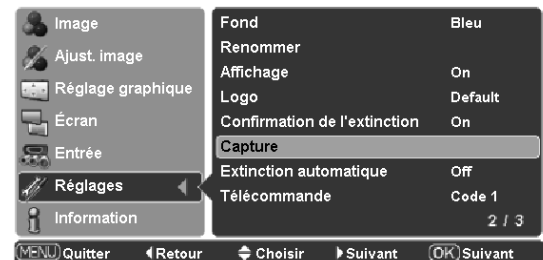 Image
Ajust. image
Réglage graphique
Écran
Entrée
Réglages
Information
Fond Bleu
Renommer
Affichage On
Logo Default
Confirmation de l'extinction On
Capture
Extinction automatique Off
Télécommande Code 1
2 / 3
MENU Quitter Retour Choisir Suivant OK Suivant